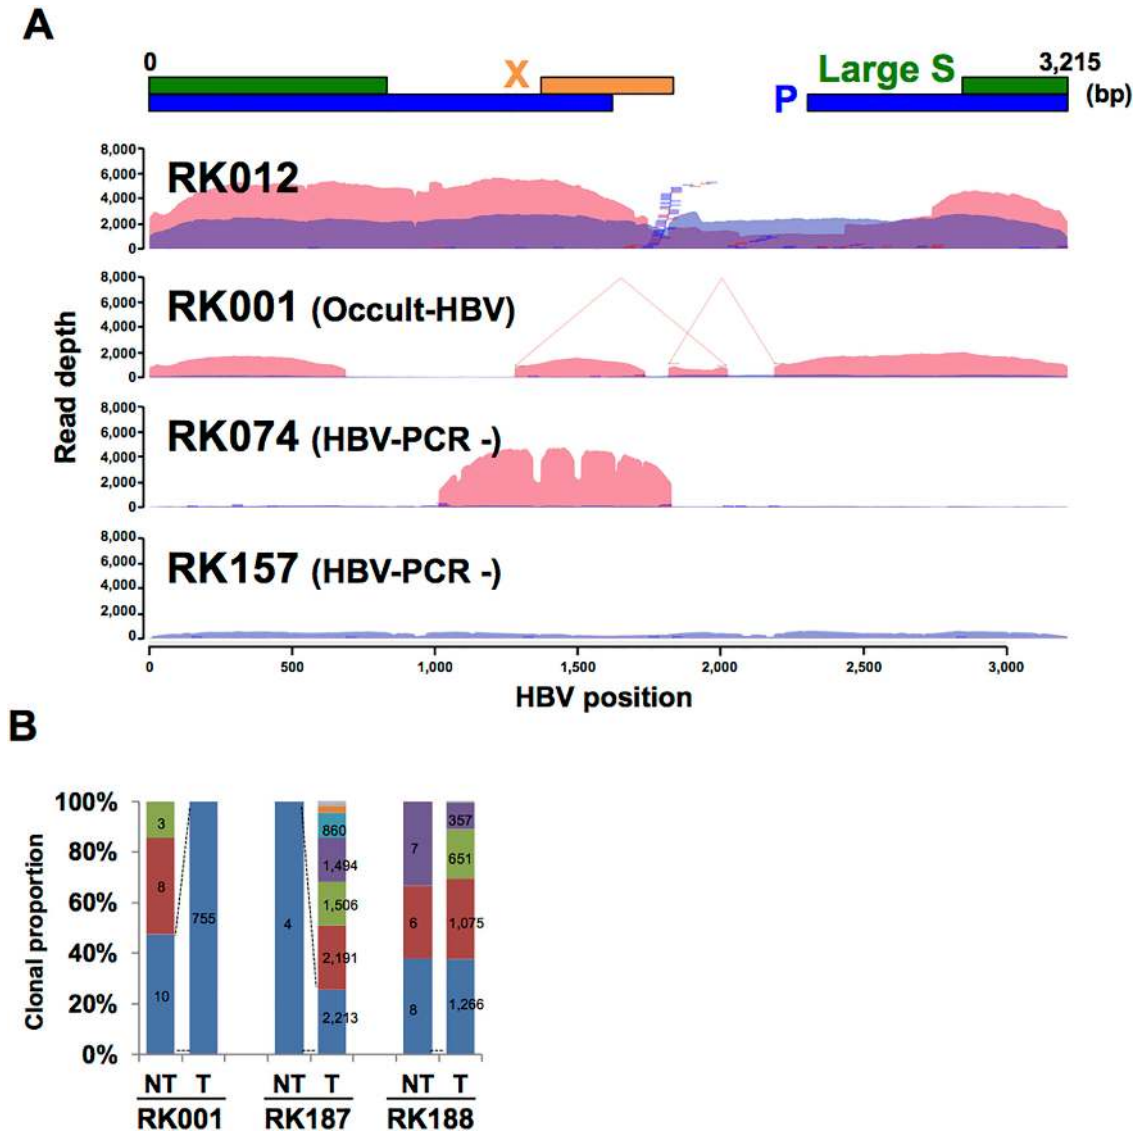 A
0
X
Large S
3,215
P
(bp)
8,000
6,000
4,000
2,000
0
RK012
8,000
6,000
4,000
2,000
0
RK001 (Occult-HBV)
8,000
6,000
4,000
2,000
0
RK074 (HBV-PCR -)
8,000
6,000
4,000
2,000
0
RK157 (HBV-PCR -)
Read depth
0 500 1,000 1,500 2,000 2,500 3,000
HBV position
B
Clonal proportion
100%
80%
60%
40%
20%
0%
3
8
10
755
4
860
1,494
1,506
2,191
2,213
7
6
8
357
651
1,075
1,266
NT T NT T NT T
RK001 RK187 RK188